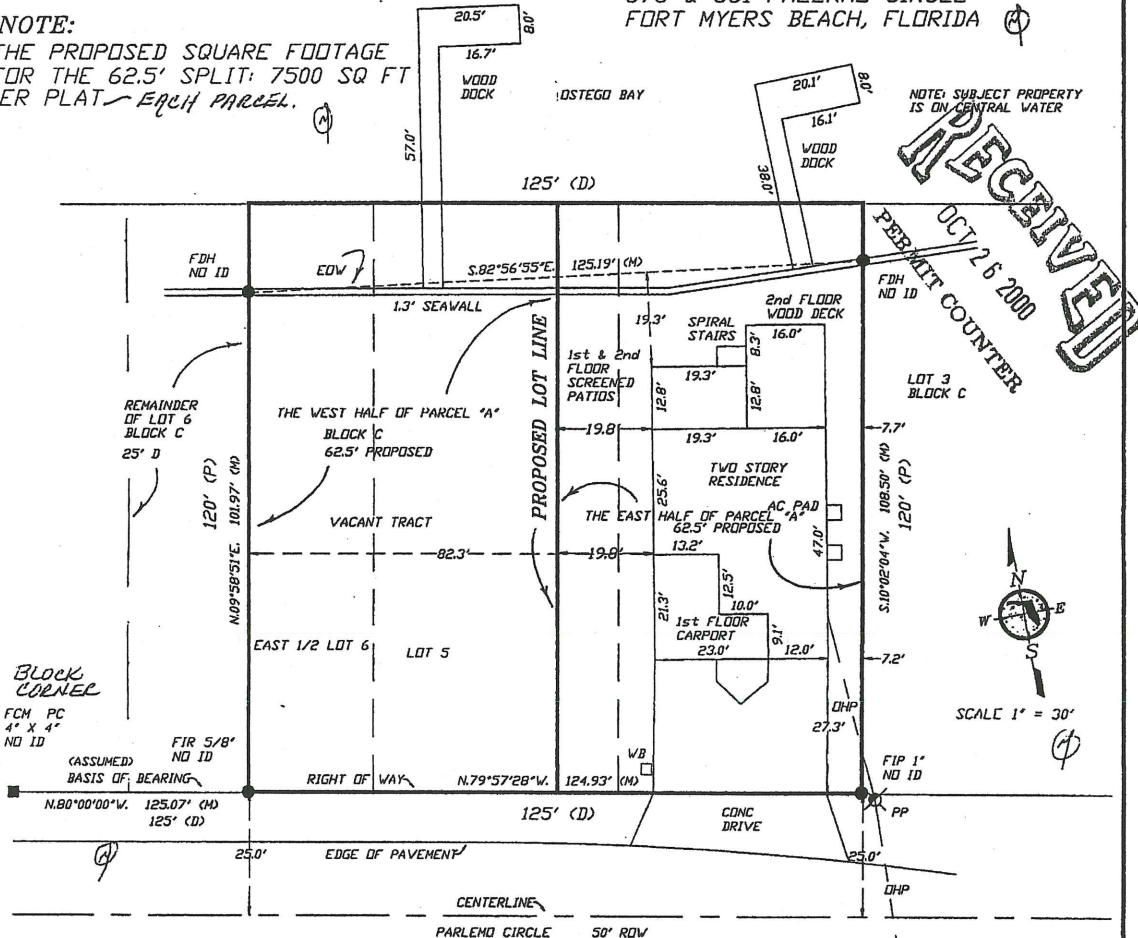 FORT MYERS BEACH, FLORIDA
NOTE:
THE PROPOSED SQUARE FOOTAGE
FOR THE 62.5' SPLIT: 7500 SQ FT
PER PLAT EACH PARCEL.
20.5'
8.0'
16.7'
WOOD
DOCK
57.0'
OSTEGO BAY
20.1'
8.0'
16.1'
WOOD
DOCK
38.0'
NOTE: SUBJECT PROPERTY
IS ON CENTRAL WATER
RECEIVED
OCT 26 2000
PERMIT COUNTER
125' (D)
FDH
NO ID
EOW
S.82°56'55"E. 125.19' (M)
1.3' SEAWALL
FDH
NO ID
2nd FLOOR
WOOD DECK
16.0'
SPIRAL
STAIRS
8.3'
19.3'
1st & 2nd
FLOOR
SCREENED
PATIOS
19.3'
12.8'
12.8'
19.3'
16.0'
19.8'
7.7'
LOT 3
BLOCK C
REMAINDER
OF LOT 6
BLOCK C
25' D
THE WEST HALF OF PARCEL "A"
BLOCK C
62.5' PROPOSED
PROPOSED LOT LINE
TWO STORY
RESIDENCE
25.6'
AC PAD
THE EAST HALF OF PARCEL "A"
62.5' PROPOSED
47.0'
120' (P)
N.09°58'51"E. 101.97' (M)
S.10°02'04"W. 108.50' (M)
120' (P)
VACANT TRACT
82.3'
19.8'
13.2'
12.5'
10.0'
21.3'
1st FLOOR
CARPORT
9.1'
23.0'
12.0'
7.2'
N
W
E
S
SCALE 1" = 30'
EAST 1/2 LOT 6
LOT 5
BLOCK
CORNER
FCM PC
4" X 4"
NO ID
(ASSUMED)
BASIS OF BEARING
FIR 5/8"
NO ID
OHP
27.3'
WB
FIP 1"
NO ID
PP
RIGHT OF WAY
N.79°57'28"W. 124.93' (M)
N.80°00'00"W. 125.07' (M)
125' (D)
125' (D)
CONC
DRIVE
25.0'
EDGE OF PAVEMENT
25.0'
OHP
CENTERLINE
PARLEMO CIRCLE 50' ROW